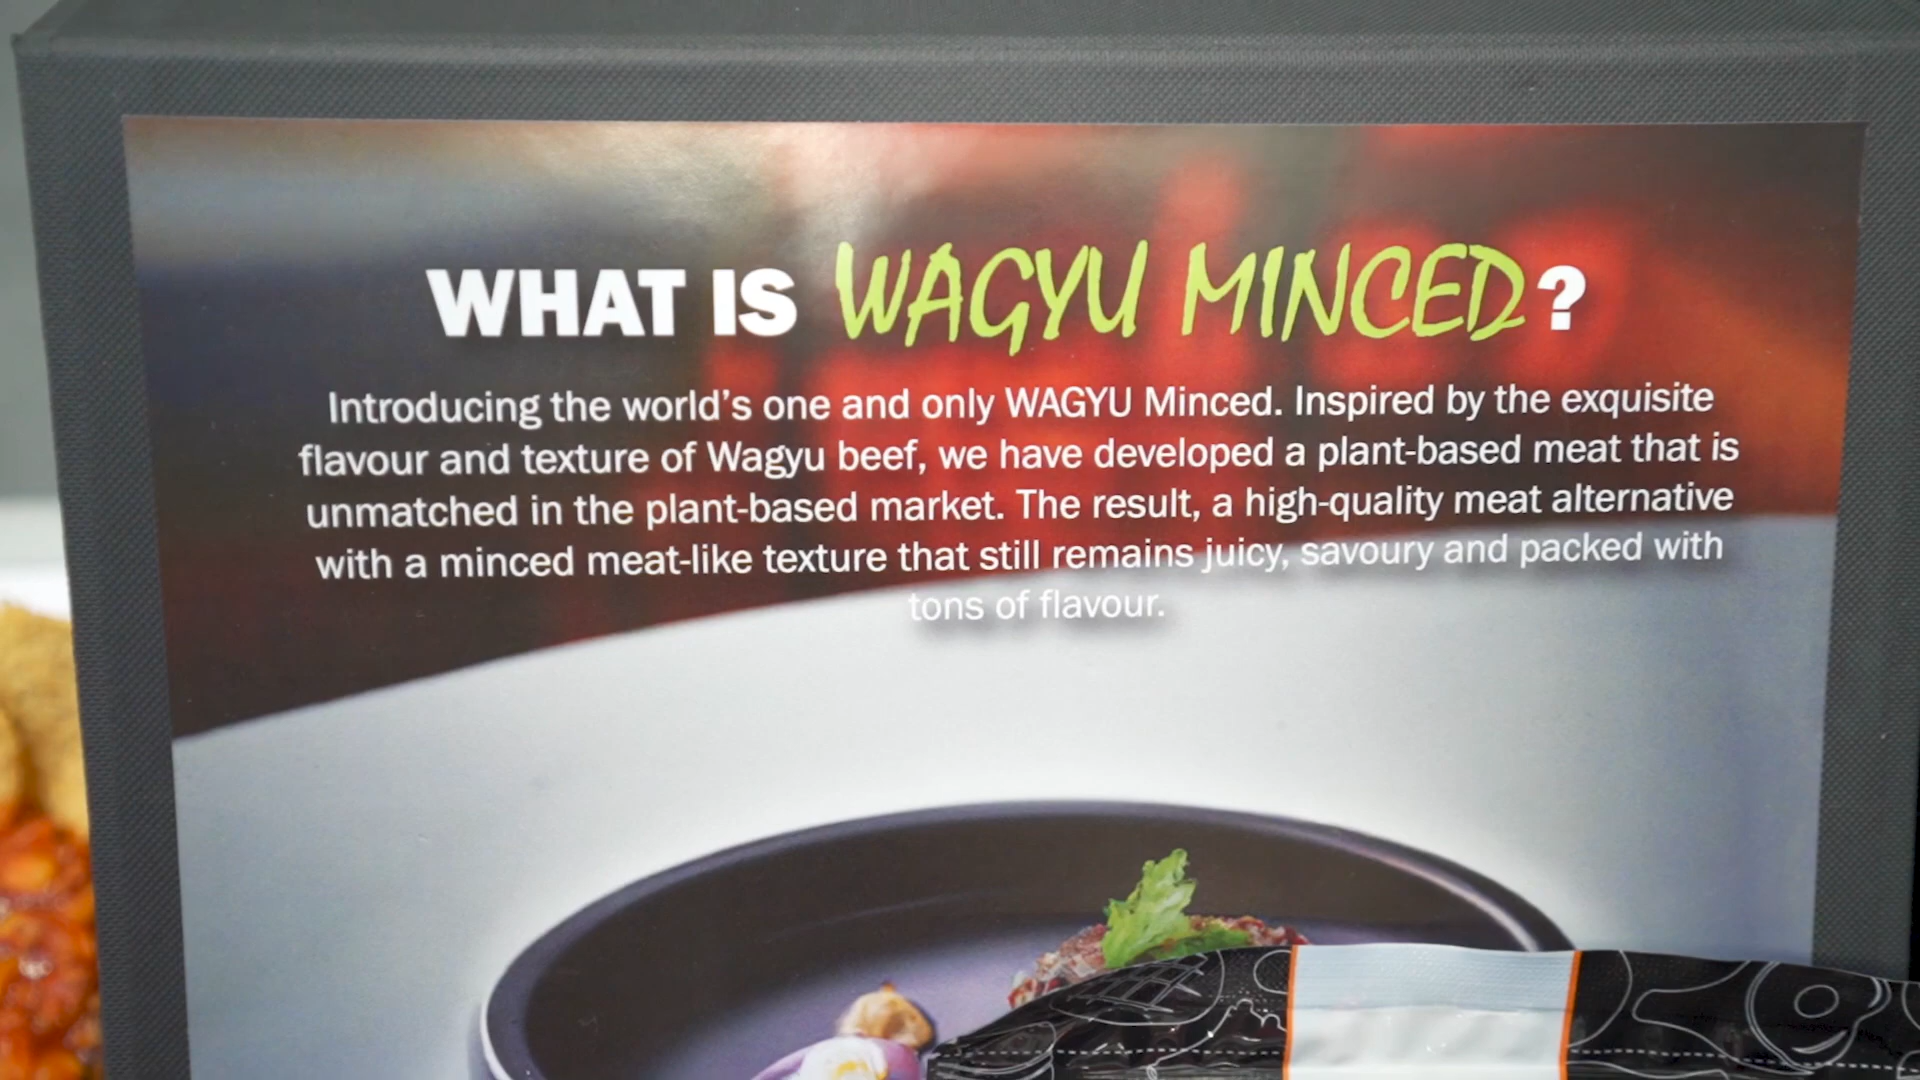 WHAT IS WAGYU MINCED?
Introducing the world's one and only WAGYU Minced. Inspired by the exquisite
flavour and texture of Wagyu beef, we have developed a plant-based meat that is
unmatched in the plant-based market. The result, a high-quality meat alternative
with a minced meat-like texture that still remains juicy, savoury and packed with
tons of flavour.